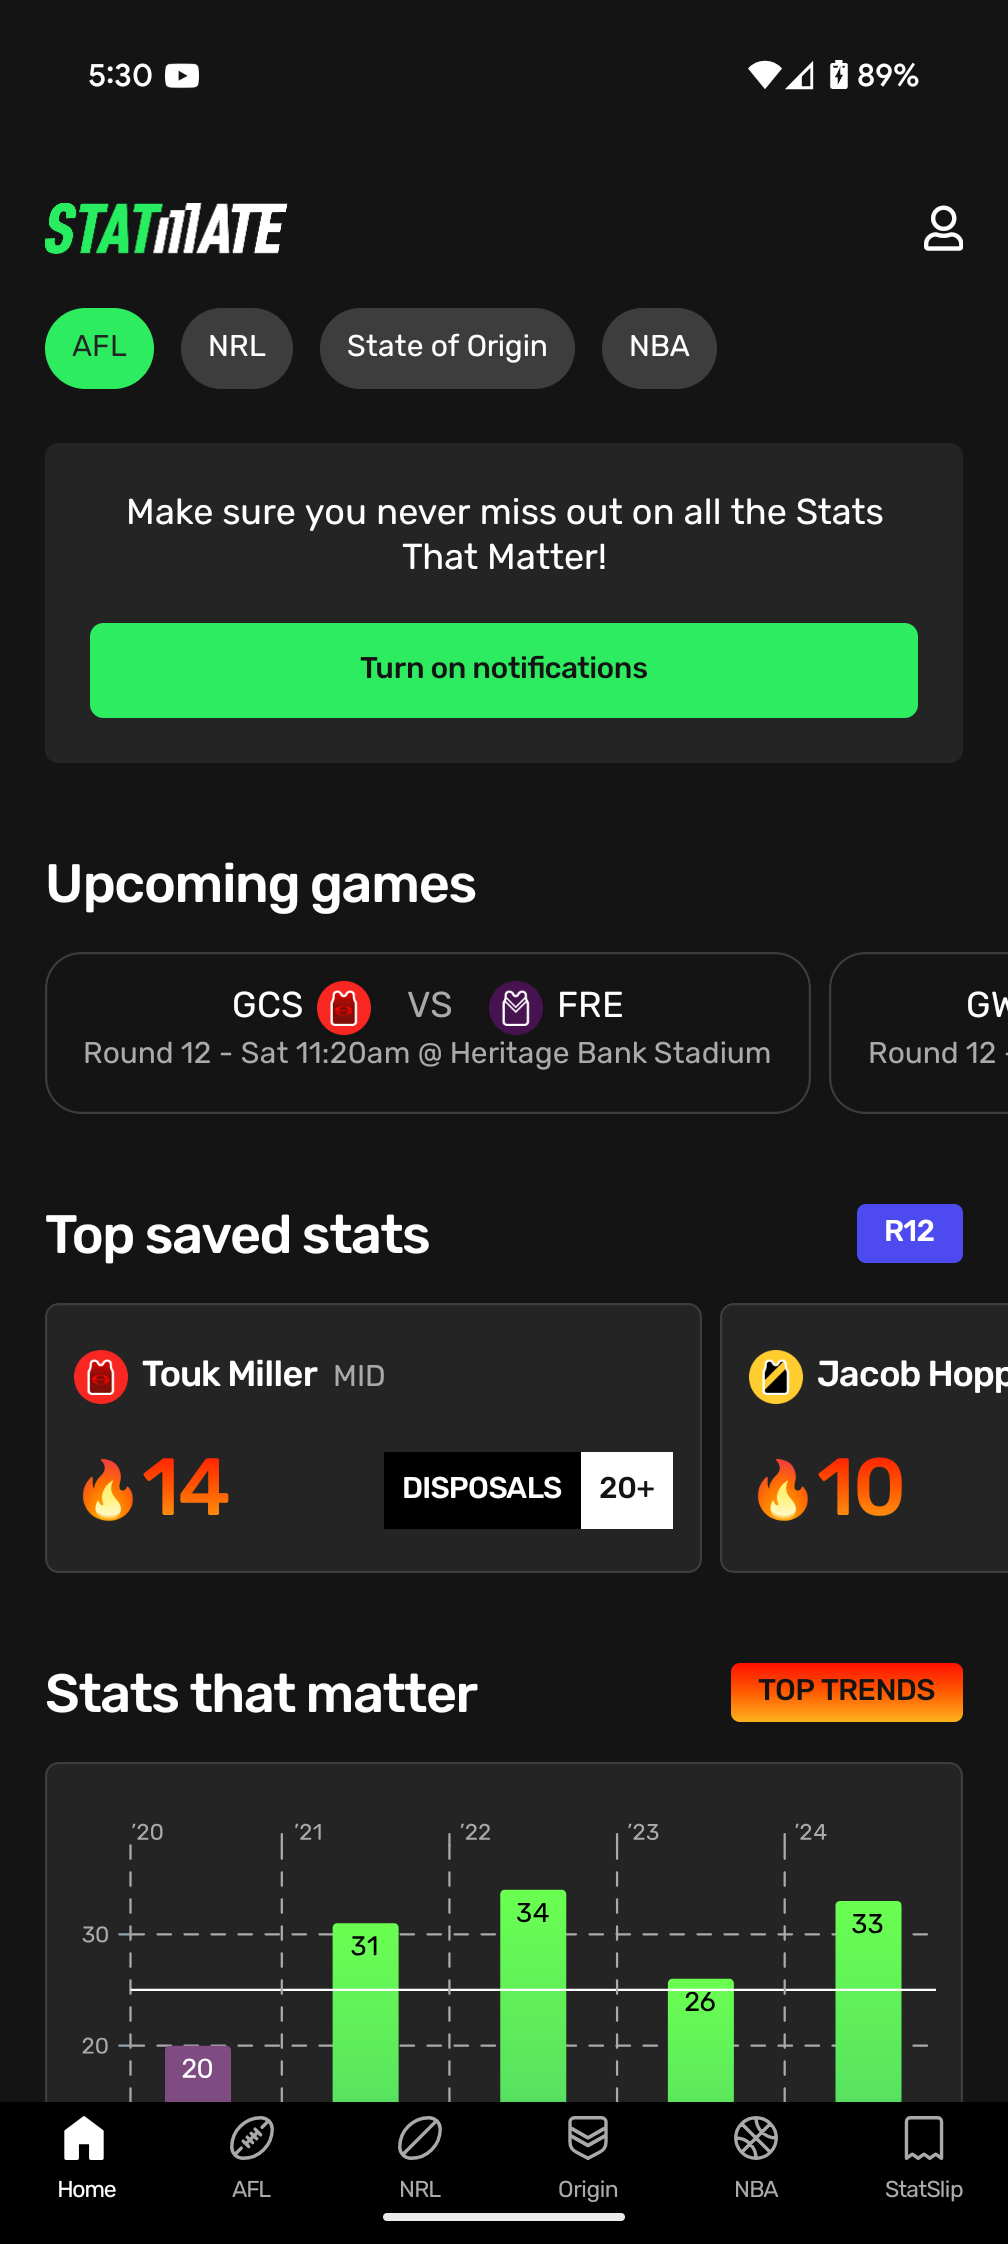 5:30
89%
STATMATE
AFL
NRL
State of Origin
NBA
Make sure you never miss out on all the Stats
That Matter!
Turn on notifications
Upcoming games
GCS VS FRE
GW
Round 12 - Sat 11:20am @ Heritage Bank Stadium
Round 12 -
Top saved stats
R12
Touk Miller MID
Jacob Hopp
14
DISPOSALS 20+
10
Stats that matter
TOP TRENDS
'20 '21 '22 '23 '24
34
33
30
31
26
20
20
Home
AFL
NRL
Origin
NBA
StatSlip